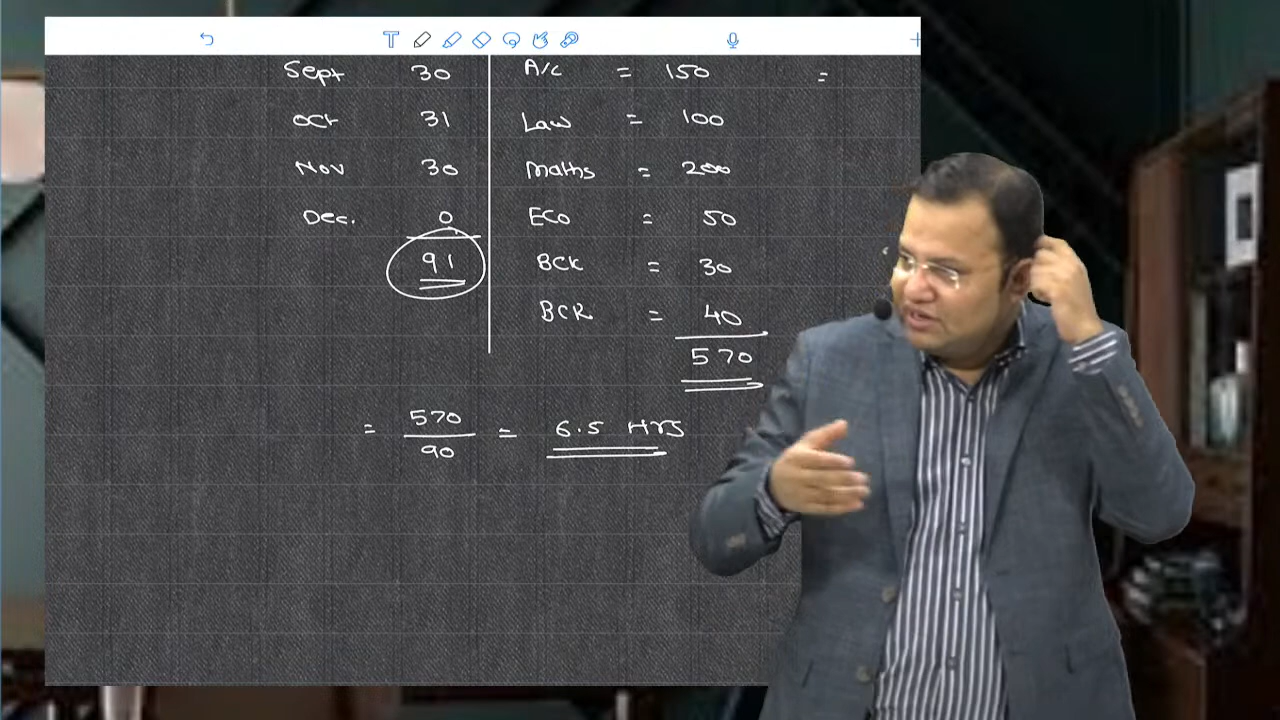 Sept 30 A/c = 150 =
Oct 31 Law = 100
Nov 30 Maths = 200
Dec. 0 Eco = 50
91 BCK = 30
BCR = 40
570
= 570/90 = 6.5 Hrs